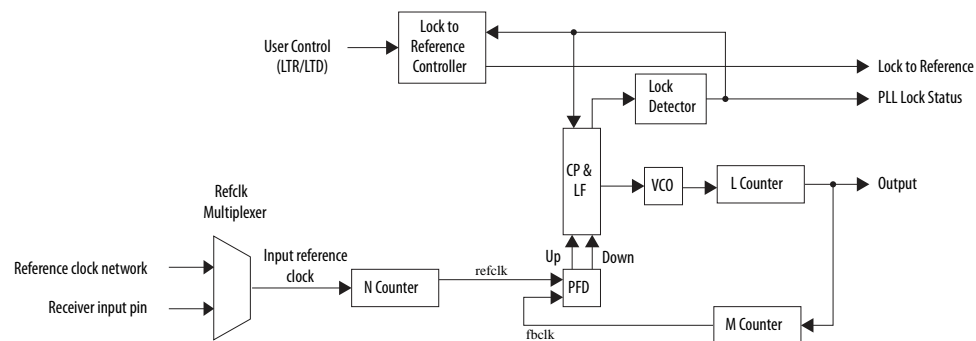 User Control
(LTR/LTD)
Lock to
Reference
Controller
Lock to Reference
PLL Lock Status
Lock
Detector
CP &
LF
VCO
L Counter
Output
Refclk
Multiplexer
Reference clock network
Receiver input pin
Input reference
clock
N Counter
refclk
Up
Down
PFD
fbclk
M Counter